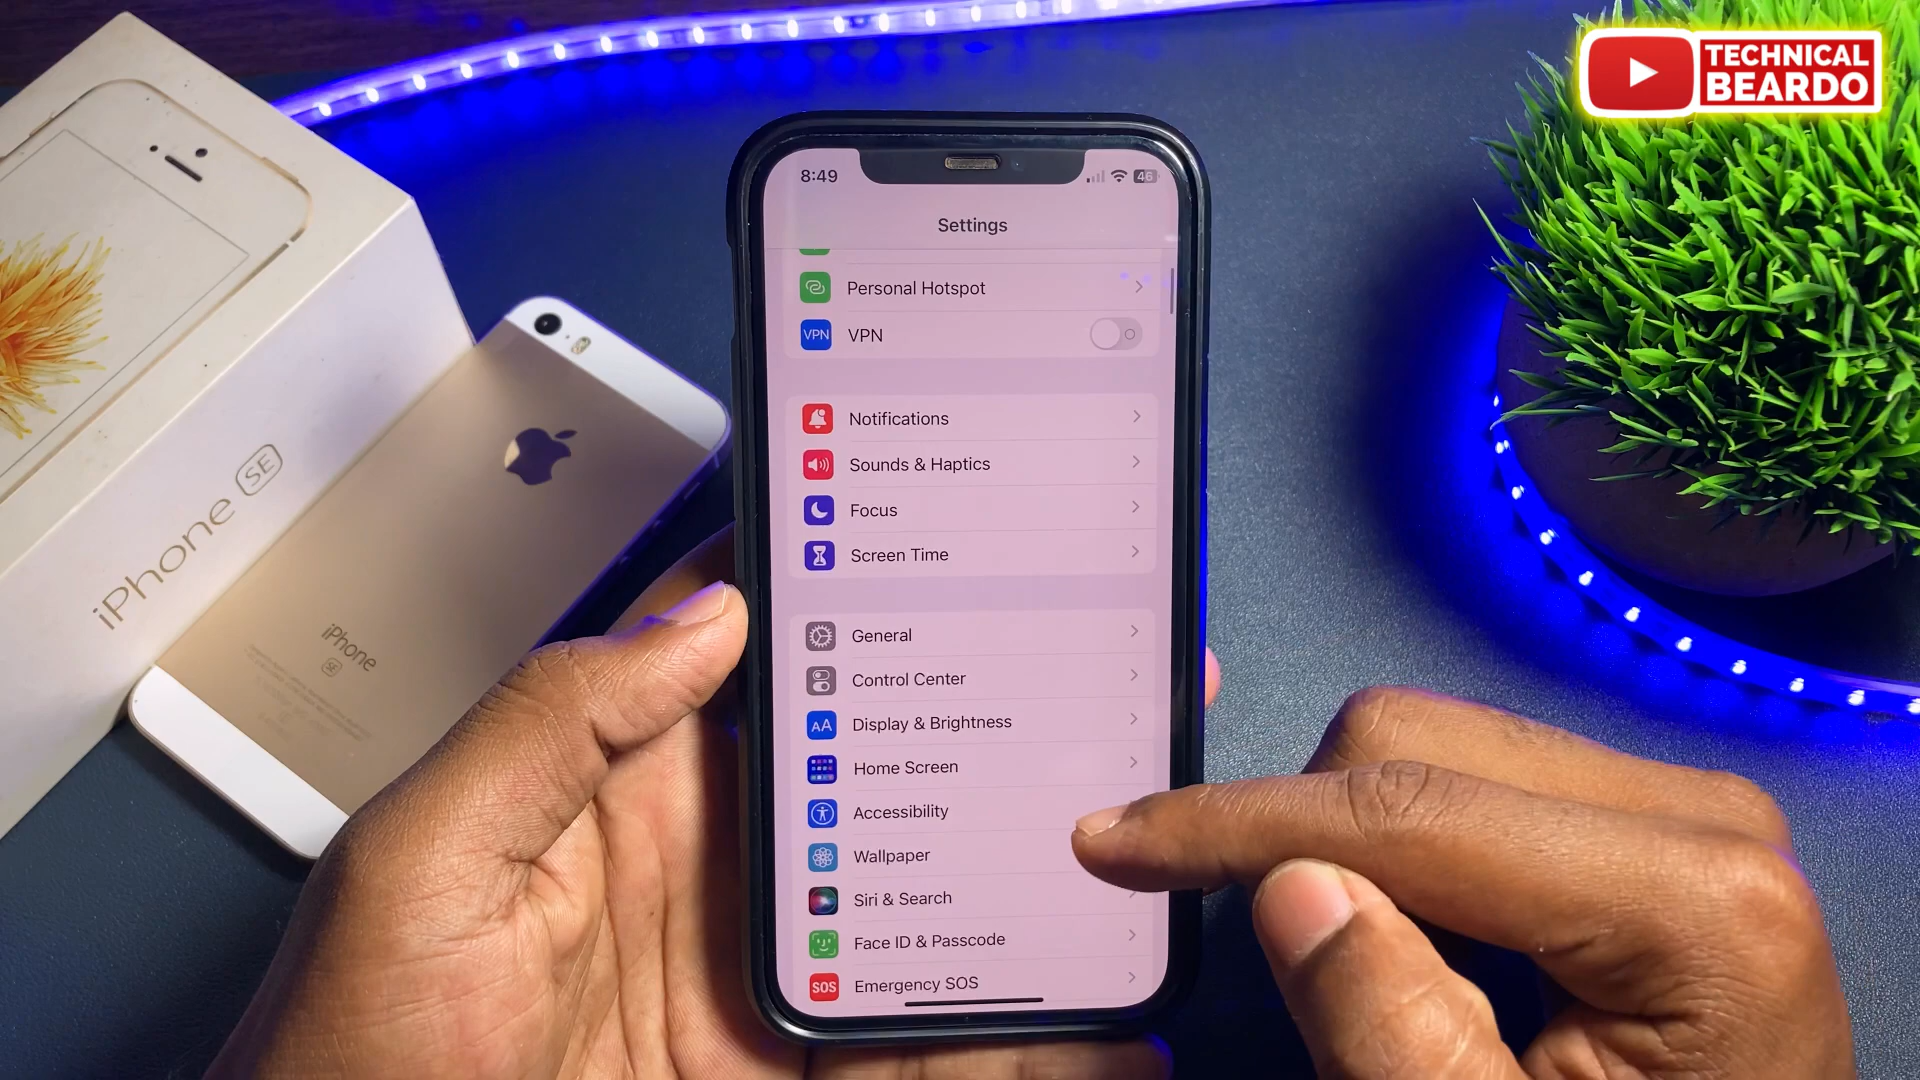 TECHNICAL
BEARDO
8:49
46
Settings
Personal Hotspot
VPN
VPN
Notifications
Sounds & Haptics
Focus
Screen Time
General
Control Center
AA
Display & Brightness
Home Screen
Accessibility
Wallpaper
Siri & Search
Face ID & Passcode
SOS
Emergency SOS
iPhone SE
iPhone
SE